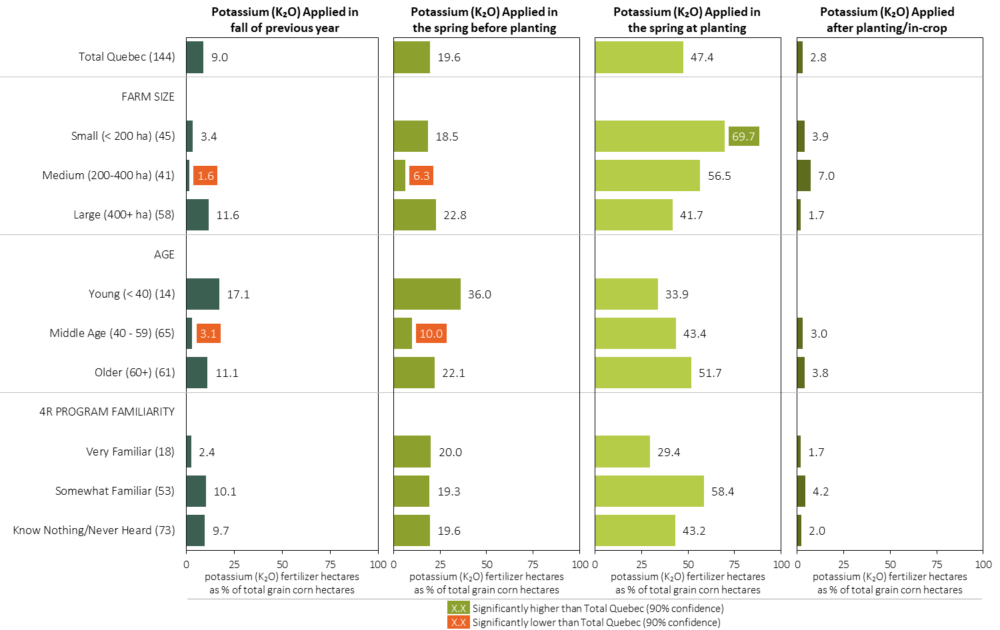 Potassium (K₂O) Applied in
fall of previous year
Potassium (K₂O) Applied in
the spring before planting
Potassium (K₂O) Applied in
the spring at planting
Potassium (K₂O) Applied
after planting/in-crop
Total Quebec (144) 9.0 19.6 47.4 2.8
FARM SIZE
Small (< 200 ha) (45) 3.4 18.5 69.7 3.9
Medium (200-400 ha) (41) 1.6 6.3 56.5 7.0
Large (400+ ha) (58) 11.6 22.8 41.7 1.7
AGE
Young (< 40) (14) 17.1 36.0 33.9
Middle Age (40 - 59) (65) 3.1 10.0 43.4 3.0
Older (60+) (61) 11.1 22.1 51.7 3.8
4R PROGRAM FAMILIARITY
Very Familiar (18) 2.4 20.0 29.4 1.7
Somewhat Familiar (53) 10.1 19.3 58.4 4.2
Know Nothing/Never Heard (73) 9.7 19.6 43.2 2.0
0 25 50 75 100 0 25 50 75 100 0 25 50 75 100 0 25 50 75 100
potassium (K₂O) fertilizer hectares
as % of total grain corn hectares
potassium (K₂O) fertilizer hectares
as % of total grain corn hectares
potassium (K₂O) fertilizer hectares
as % of total grain corn hectares
potassium (K₂O) fertilizer hectares
as % of total grain corn hectares
X.X Significantly higher than Total Quebec (90% confidence)
X.X Significantly lower than Total Quebec (90% confidence)